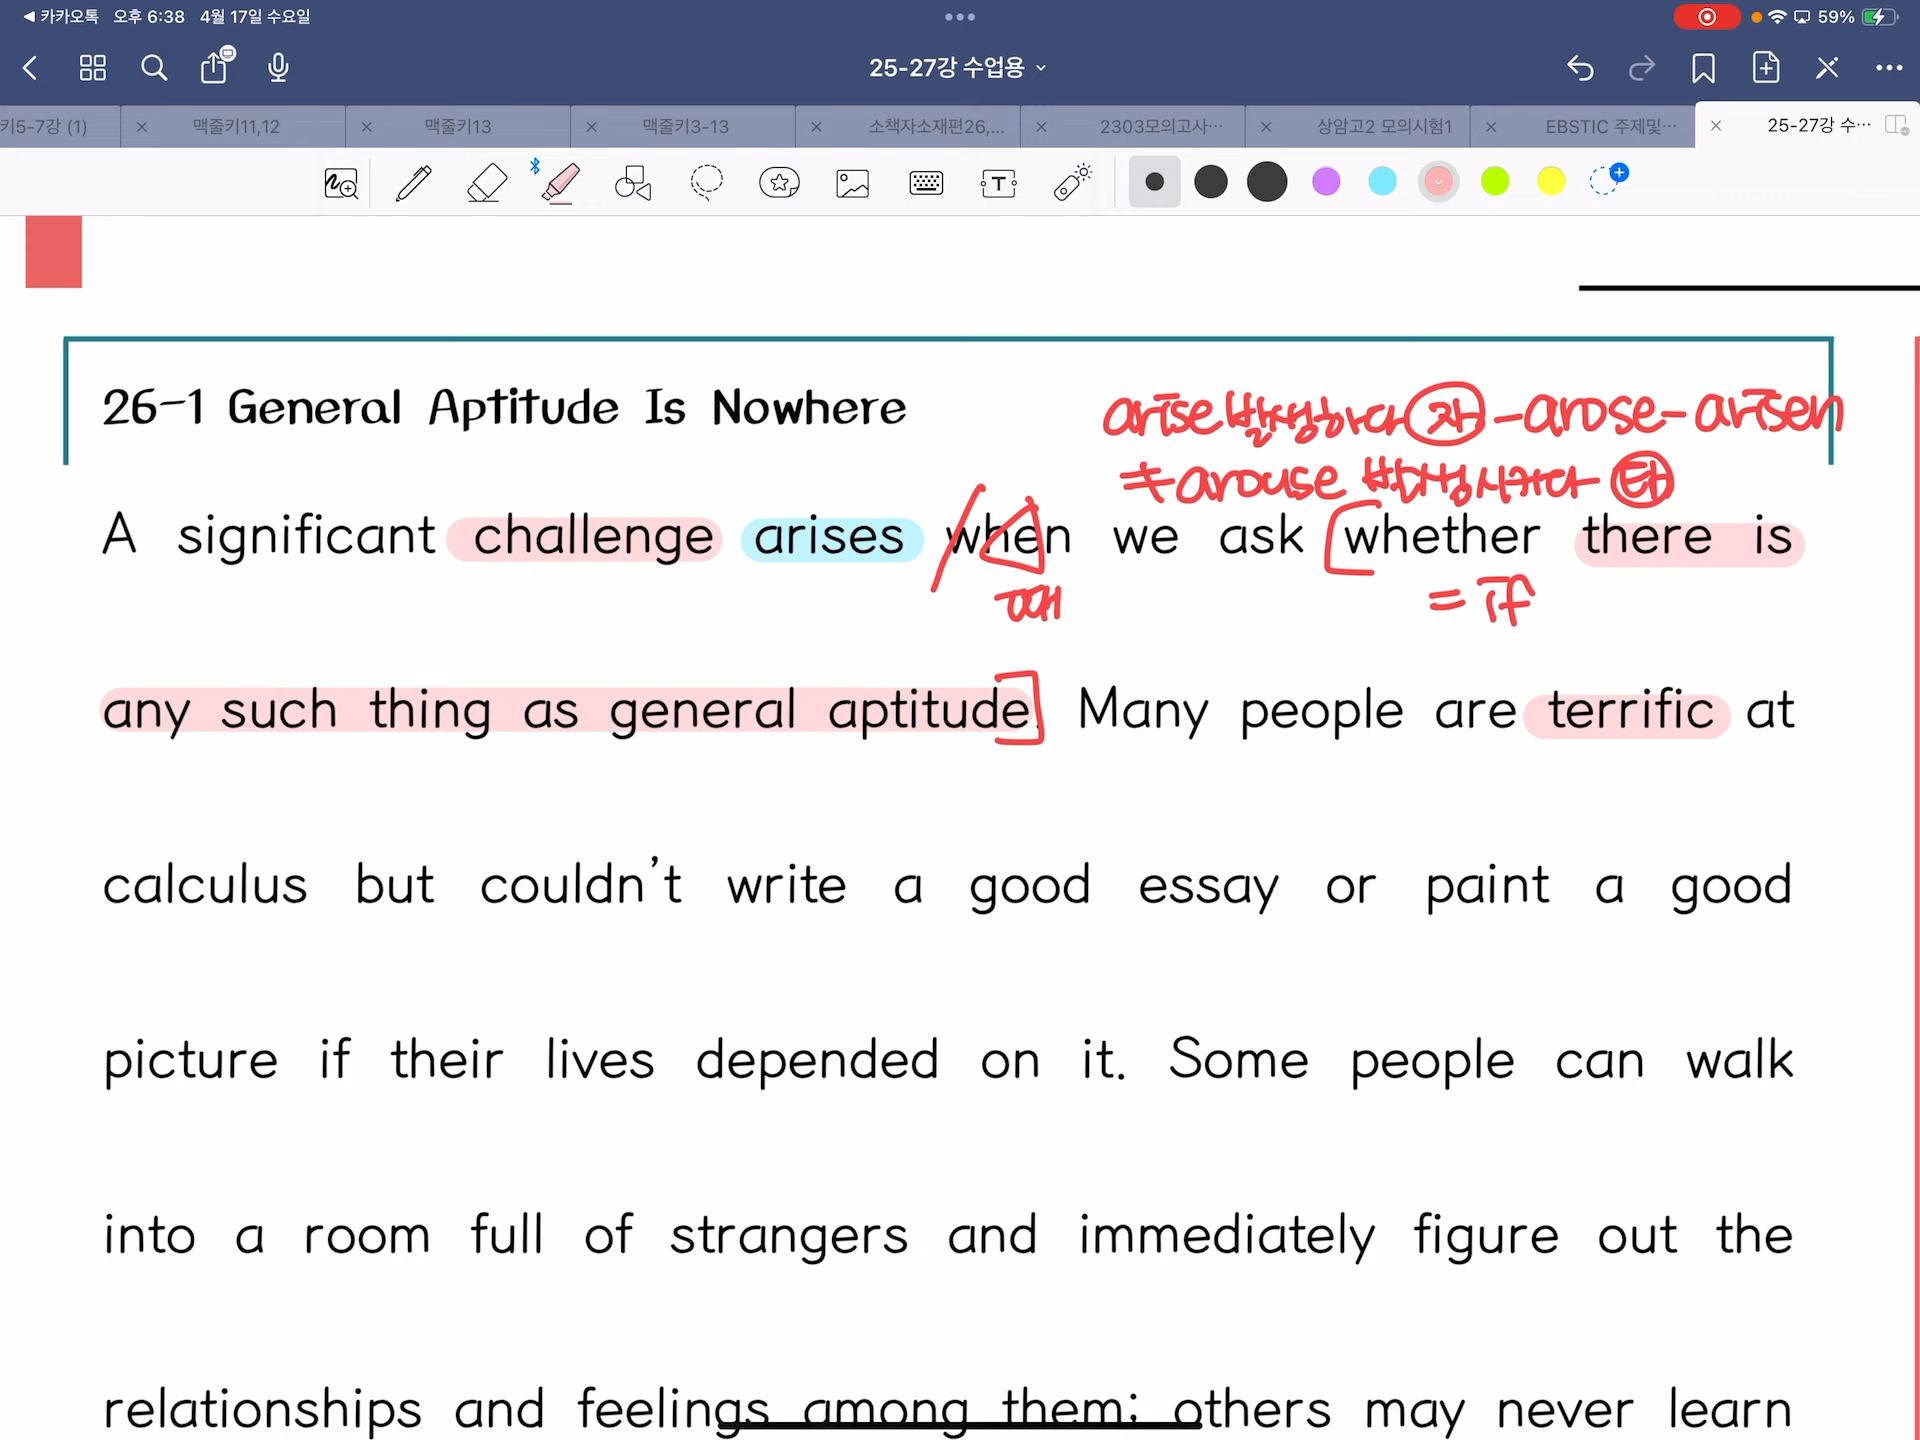 카카오톡 오후 6:38 4월 17일 수요일 59%
25-27강 수업용
키5-7강 (1) 맥줄키11,12 맥줄키13 맥줄키3-13 소책자소재편26,... 2303모의고사... 상암고2 모의시험1 EBSTIC 주제및... 25-27강 수...
26-1 General Aptitude Is Nowhere
arise 발생하다 자 - arose - arisen
≠ arouse 발생시키다 타
A significant challenge arises when we ask whether there is
때 = if
any such thing as general aptitude. Many people are terrific at
calculus but couldn't write a good essay or paint a good
picture if their lives depended on it. Some people can walk
into a room full of strangers and immediately figure out the
relationships and feelings among them; others may never learn